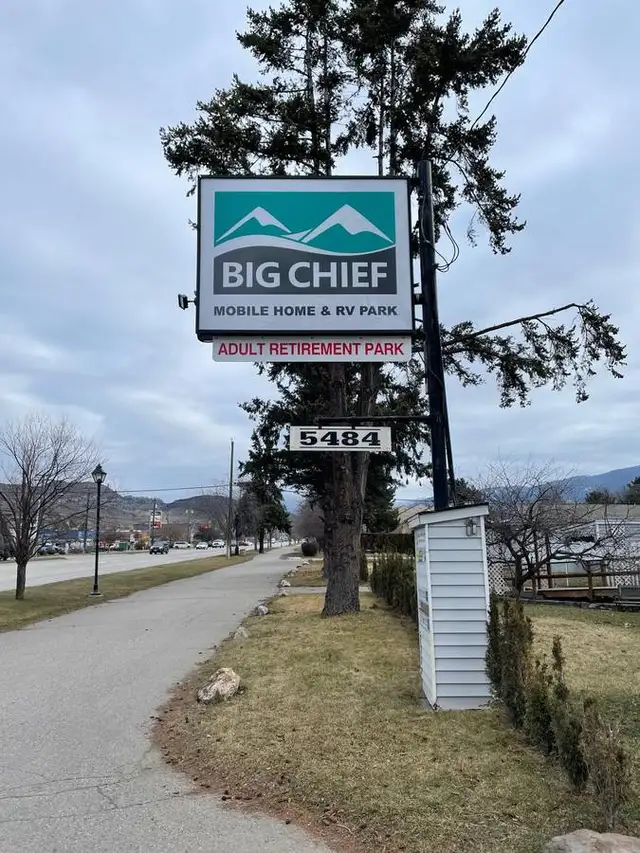 BIG CHIEF
MOBILE HOME & RV PARK
ADULT RETIREMENT PARK
5484